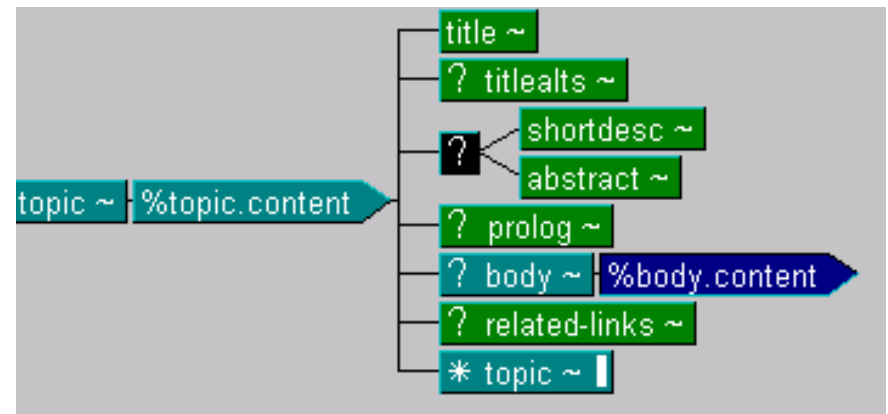 title ~
? titlealts ~
shortdesc ~
?
abstract ~
topic ~ %topic.content
? prolog ~
? body ~ %body.content
? related-links ~
* topic ~